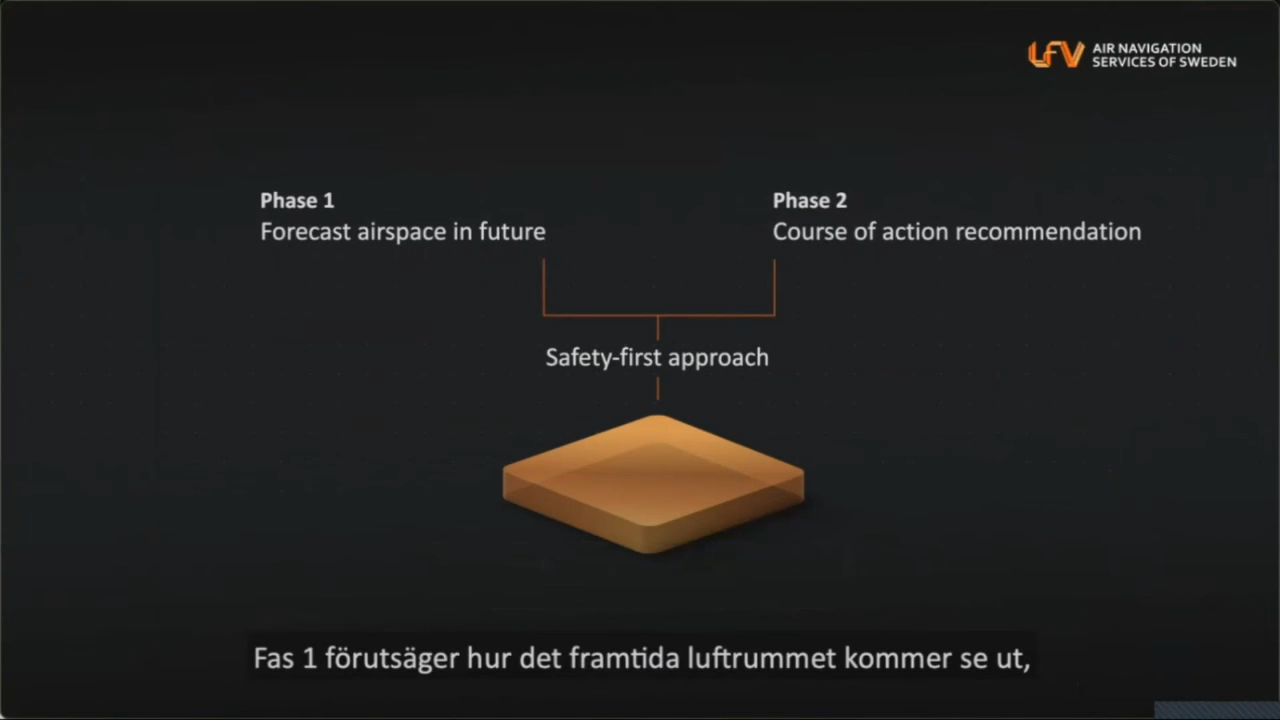 LFV AIR NAVIGATION
SERVICES OF SWEDEN
Phase 1
Forecast airspace in future
Phase 2
Course of action recommendation
Safety-first approach
Fas 1 förutsäger hur det framtida luftrummet kommer se ut,